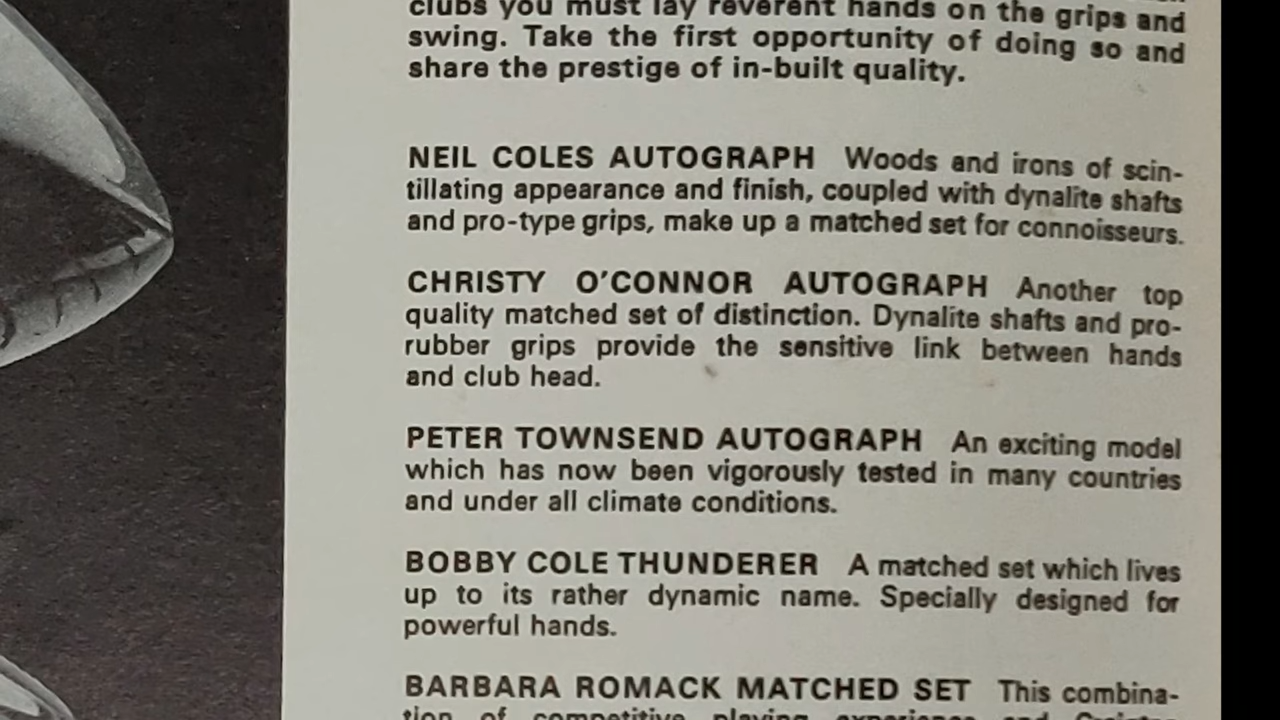 clubs you must lay reverent hands on the grips and
swing. Take the first opportunity of doing so and
share the prestige of in-built quality.
NEIL COLES AUTOGRAPH Woods and irons of scin-
tillating appearance and finish, coupled with dynalite shafts
and pro-type grips, make up a matched set for connoisseurs.
CHRISTY O'CONNOR AUTOGRAPH Another top
quality matched set of distinction. Dynalite shafts and pro-
rubber grips provide the sensitive link between hands
and club head.
PETER TOWNSEND AUTOGRAPH An exciting model
which has now been vigorously tested in many countries
and under all climate conditions.
BOBBY COLE THUNDERER A matched set which lives
up to its rather dynamic name. Specially designed for
powerful hands.
BARBARA ROMACK MATCHED SET This combina-
tion of competitive playing experience and